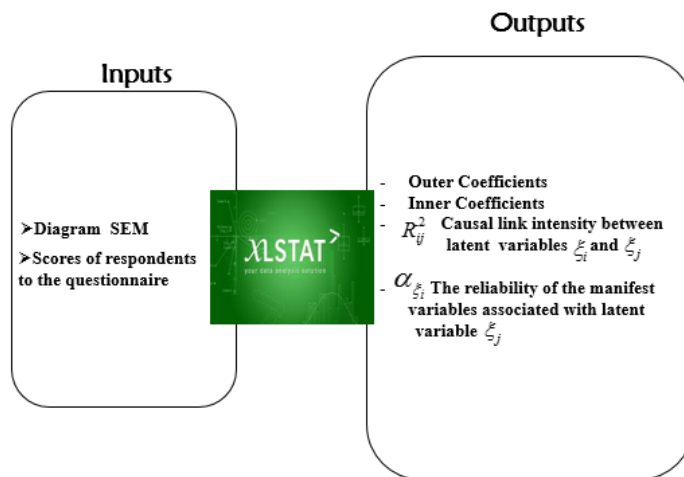 Inputs
➢Diagram SEM
➢Scores of respondents
to the questionnaire
XLSTAT
your data analysis solution
Outputs
- Outer Coefficients
- Inner Coefficients
- R²ᵢⱼ Causal link intensity between
latent variables ξᵢ and ξⱼ
- α_ξᵢ The reliability of the manifest
variables associated with latent
variable ξⱼ